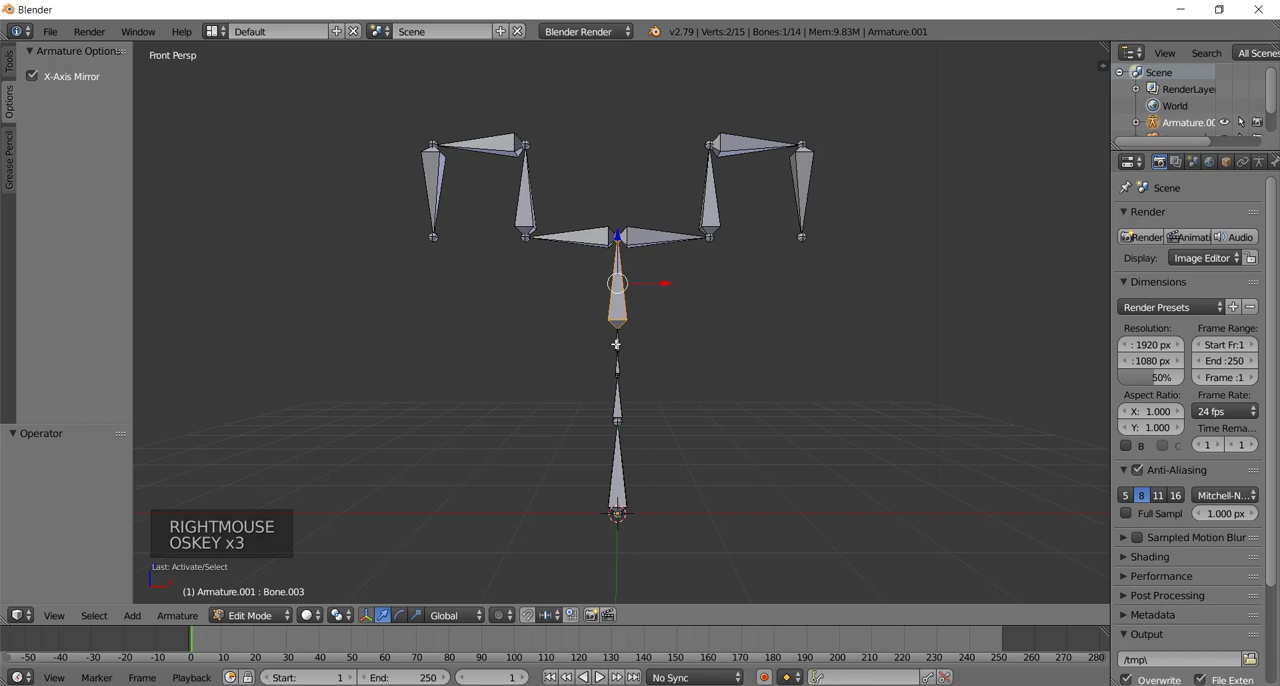 Blender
File Render Window Help Default Scene Blender Render v2.79 | Verts:2/15 | Bones:1/14 | Mem:9.83M | Armature.001
Armature Options
X-Axis Mirror
Tools
Options
Grease Pencil
Operator
Front Persp
RIGHTMOUSE
OSKEY x3
Last: Activate/Select
(1) Armature.001 : Bone.003
View Select Add Armature Edit Mode Global
View Search All Scenes
Scene
RenderLaye
World
Armature.00
Scene
Render
Render Animati Audio
Display: Image Editor
Dimensions
Render Presets
Resolution: Frame Range:
: 1920 px Start Fr:1
:1080 px End :250
50% Frame :1
Aspect Ratio: Frame Rate:
X: 1.000 24 fps
Y: 1.000 Time Rema...
B C 1 1
Anti-Aliasing
5 8 11 16 Mitchell-N...
Full Sampl 1.000 px
Sampled Motion Blur
Shading
Performance
Post Processing
Metadata
Output
/tmp\
Overwrite File Exten
-50 -40 -30 -20 -10 0 10 20 30 40 50 60 70 80 90 100 110 120 130 140 150 160 170 180 190 200 210 220 230 240 250 260 270 280
View Marker Frame Playback Start: 1 End: 250 1 No Sync